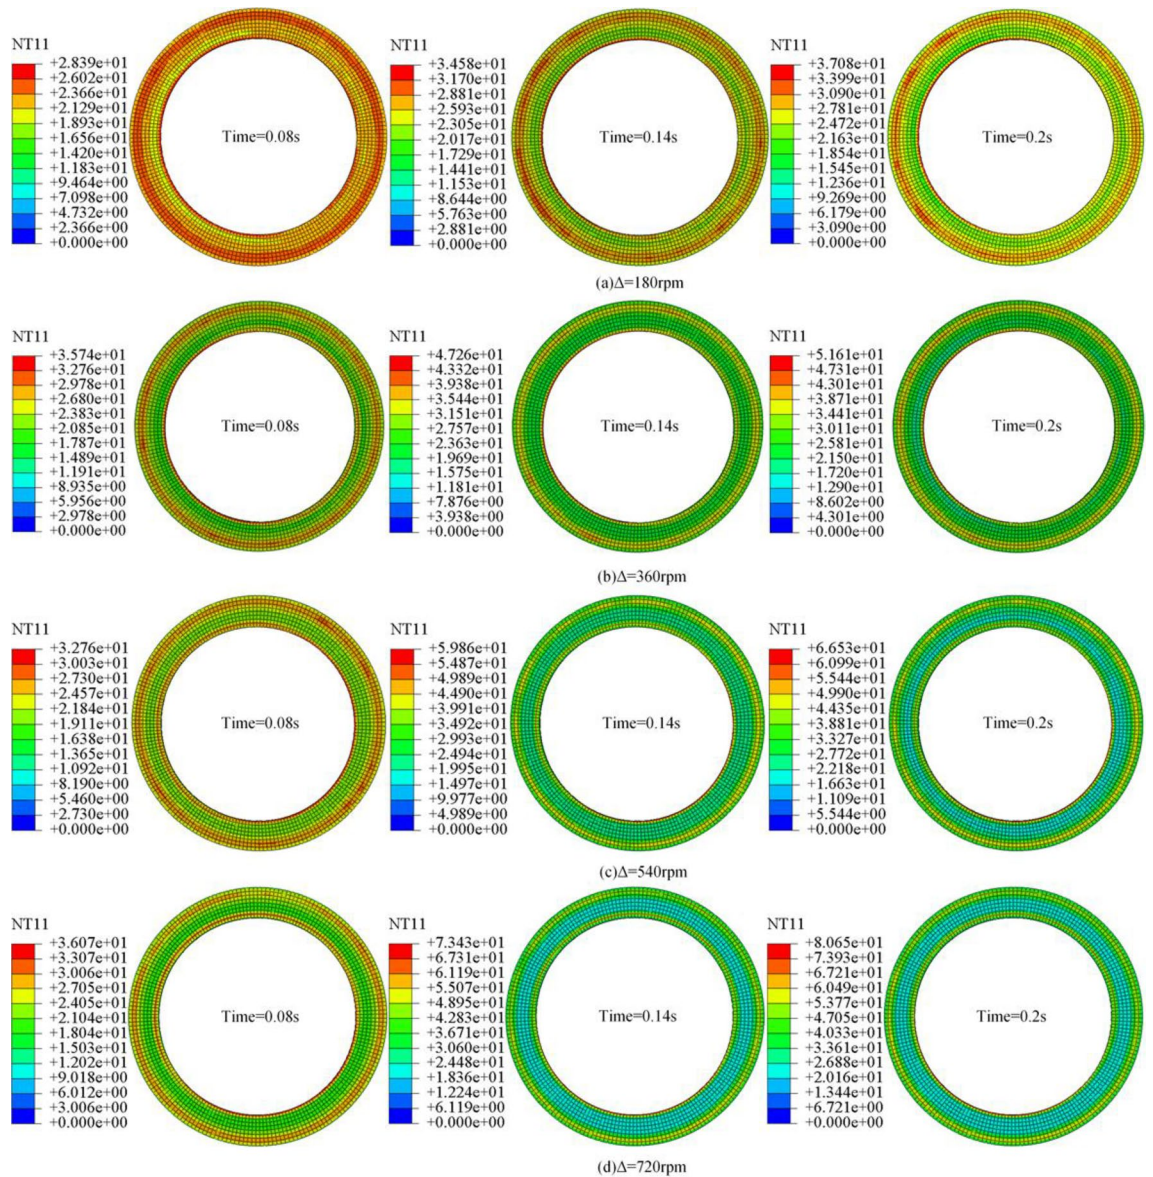 NT11
+2.839e+01
+2.602e+01
+2.366e+01
+2.129e+01
+1.893e+01
+1.656e+01
+1.420e+01
+1.183e+01
+9.464e+00
+7.098e+00
+4.732e+00
+2.366e+00
+0.000e+00
Time=0.08s
NT11
+3.458e+01
+3.170e+01
+2.881e+01
+2.593e+01
+2.305e+01
+2.017e+01
+1.729e+01
+1.441e+01
+1.153e+01
+8.644e+00
+5.763e+00
+2.881e+00
+0.000e+00
Time=0.14s
NT11
+3.708e+01
+3.399e+01
+3.090e+01
+2.781e+01
+2.472e+01
+2.163e+01
+1.854e+01
+1.545e+01
+1.236e+01
+9.269e+00
+6.179e+00
+3.090e+00
+0.000e+00
Time=0.2s
(a)Δ=180rpm
NT11
+3.574e+01
+3.276e+01
+2.978e+01
+2.680e+01
+2.383e+01
+2.085e+01
+1.787e+01
+1.489e+01
+1.191e+01
+8.935e+00
+5.956e+00
+2.978e+00
+0.000e+00
Time=0.08s
NT11
+4.726e+01
+4.332e+01
+3.938e+01
+3.544e+01
+3.151e+01
+2.757e+01
+2.363e+01
+1.969e+01
+1.575e+01
+1.181e+01
+7.876e+00
+3.938e+00
+0.000e+00
Time=0.14s
NT11
+5.161e+01
+4.731e+01
+4.301e+01
+3.871e+01
+3.441e+01
+3.011e+01
+2.581e+01
+2.150e+01
+1.720e+01
+1.290e+01
+8.602e+00
+4.301e+00
+0.000e+00
Time=0.2s
(b)Δ=360rpm
NT11
+3.276e+01
+3.003e+01
+2.730e+01
+2.457e+01
+2.184e+01
+1.911e+01
+1.638e+01
+1.365e+01
+1.092e+01
+8.190e+00
+5.460e+00
+2.730e+00
+0.000e+00
Time=0.08s
NT11
+5.986e+01
+5.487e+01
+4.989e+01
+4.490e+01
+3.991e+01
+3.492e+01
+2.993e+01
+2.494e+01
+1.995e+01
+1.497e+01
+9.977e+00
+4.989e+00
+0.000e+00
Time=0.14s
NT11
+6.653e+01
+6.099e+01
+5.544e+01
+4.990e+01
+4.435e+01
+3.881e+01
+3.327e+01
+2.772e+01
+2.218e+01
+1.663e+01
+1.109e+01
+5.544e+00
+0.000e+00
Time=0.2s
(c)Δ=540rpm
NT11
+3.607e+01
+3.307e+01
+3.006e+01
+2.705e+01
+2.405e+01
+2.104e+01
+1.804e+01
+1.503e+01
+1.202e+01
+9.018e+00
+6.012e+00
+3.006e+00
+0.000e+00
Time=0.08s
NT11
+7.343e+01
+6.731e+01
+6.119e+01
+5.507e+01
+4.895e+01
+4.283e+01
+3.671e+01
+3.060e+01
+2.448e+01
+1.836e+01
+1.224e+01
+6.119e+00
+0.000e+00
Time=0.14s
NT11
+8.065e+01
+7.393e+01
+6.721e+01
+6.049e+01
+5.377e+01
+4.705e+01
+4.033e+01
+3.361e+01
+2.688e+01
+2.016e+01
+1.344e+01
+6.721e+00
+0.000e+00
Time=0.2s
(d)Δ=720rpm